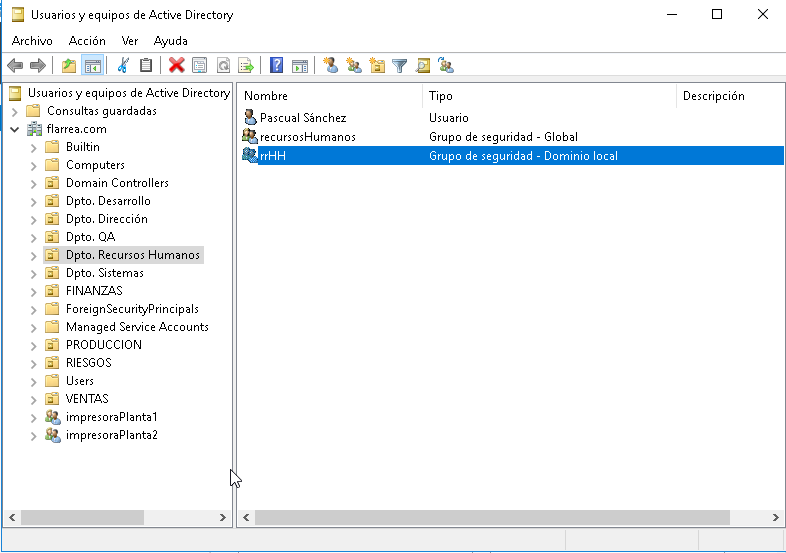 Usuarios y equipos de Active Directory
Archivo Acción Ver Ayuda
Usuarios y equipos de Active Directory
Consultas guardadas
flarrea.com
Builtin
Computers
Domain Controllers
Dpto. Desarrollo
Dpto. Dirección
Dpto. QA
Dpto. Recursos Humanos
Dpto. Sistemas
FINANZAS
ForeignSecurityPrincipals
Managed Service Accounts
PRODUCCION
RIESGOS
Users
VENTAS
impresoraPlanta1
impresoraPlanta2
Nombre Tipo Descripción
Pascual Sánchez Usuario
recursosHumanos Grupo de seguridad - Global
rrHH Grupo de seguridad - Dominio local